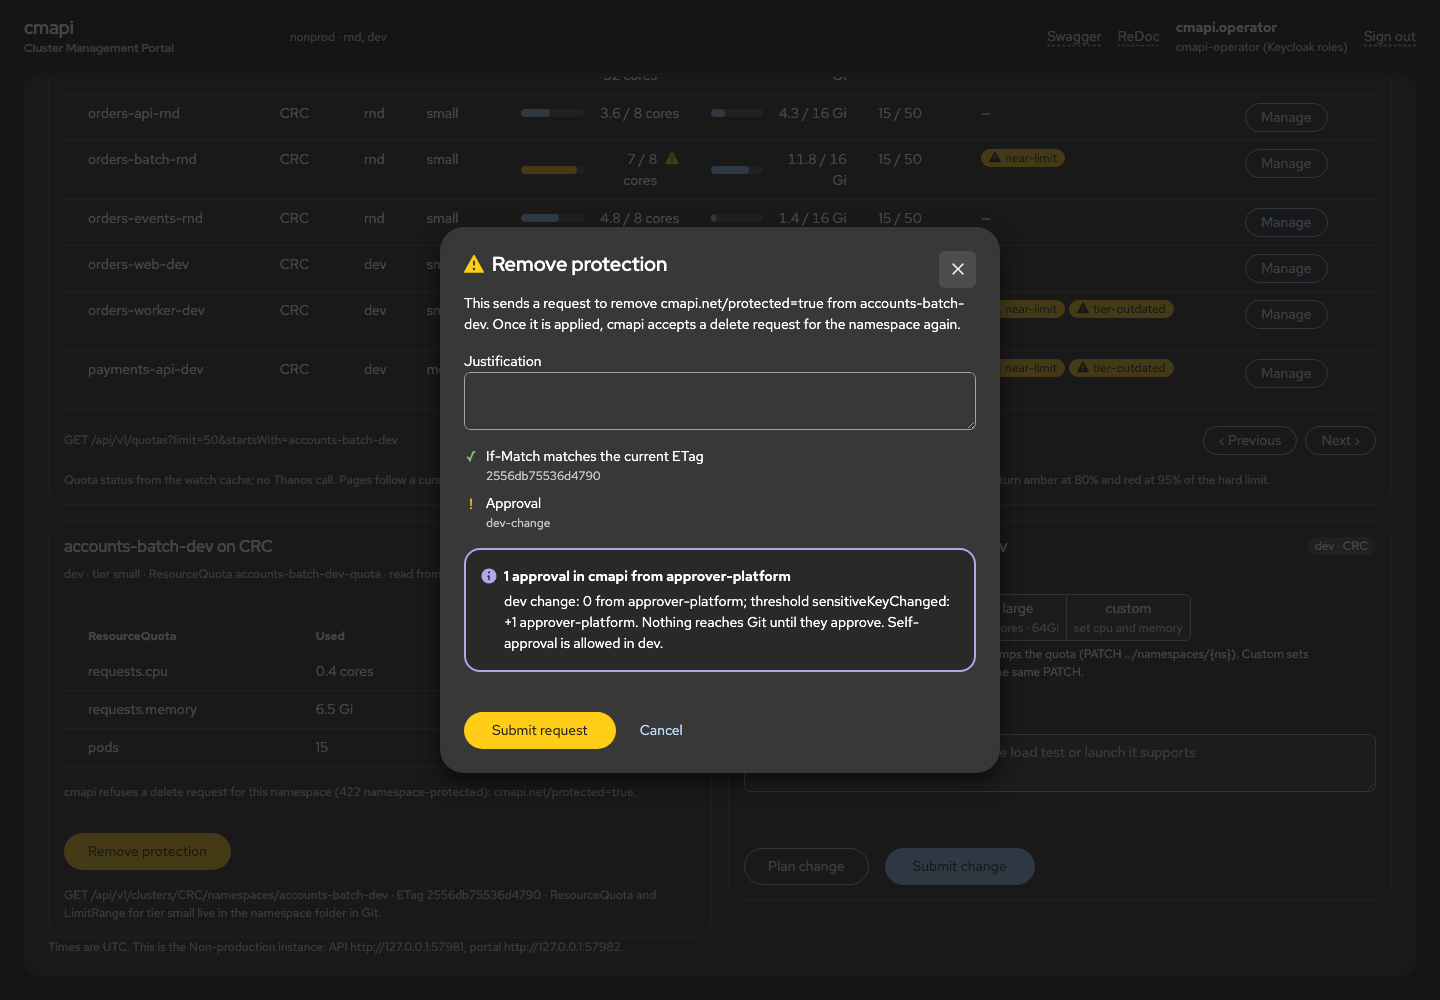 cmapi
Cluster Management Portal
nonprod · rnd, dev
Swagger
ReDoc
cmapi.operator
cmapi-operator (Keycloak roles)
Sign out
32 cores
Gi
orders-api-rnd CRC rnd small 3.6 / 8 cores 4.3 / 16 Gi 15 / 50 – Manage
orders-batch-rnd CRC rnd small 7 / 8 cores 11.8 / 16 Gi 15 / 50 near-limit Manage
orders-events-rnd CRC rnd small 4.8 / 8 cores 1.4 / 16 Gi 15 / 50 – Manage
orders-web-dev CRC dev Manage
orders-worker-dev CRC dev near-limit tier-outdated Manage
payments-api-dev CRC dev near-limit tier-outdated Manage
GET /api/v1/quotas?limit=50&startsWith=accounts-batch-dev
‹ Previous
Next ›
Quota status from the watch cache; no Thanos call. Pages follow a
turn amber at 80% and red at 95% of the hard limit.
Remove protection
This sends a request to remove cmapi.net/protected=true from accounts-batch-
dev. Once it is applied, cmapi accepts a delete request for the namespace again.
Justification
If-Match matches the current ETag
2556db75536d4790
Approval
dev-change
1 approval in cmapi from approver-platform
dev change: 0 from approver-platform; threshold sensitiveKeyChanged:
+1 approver-platform. Nothing reaches Git until they approve. Self-
approval is allowed in dev.
Submit request
Cancel
accounts-batch-dev on CRC
dev · tier small · ResourceQuota accounts-batch-dev-quota · read from
ResourceQuota Used
requests.cpu 0.4 cores
requests.memory 6.5 Gi
pods 15
cmapi refuses a delete request for this namespace (422 namespace-protected): cmapi.net/protected=true.
Remove protection
GET /api/v1/clusters/CRC/namespaces/accounts-batch-dev · ETag 2556db75536d4790 · ResourceQuota and
LimitRange for tier small live in the namespace folder in Git.
dev · CRC
large
64Gi
custom
set cpu and memory
the quota (PATCH …/namespaces/{ns}). Custom sets
same PATCH.
load test or launch it supports
Plan change
Submit change
Times are UTC. This is the Non-production instance: API http://127.0.0.1:57981, portal http://127.0.0.1:57982.